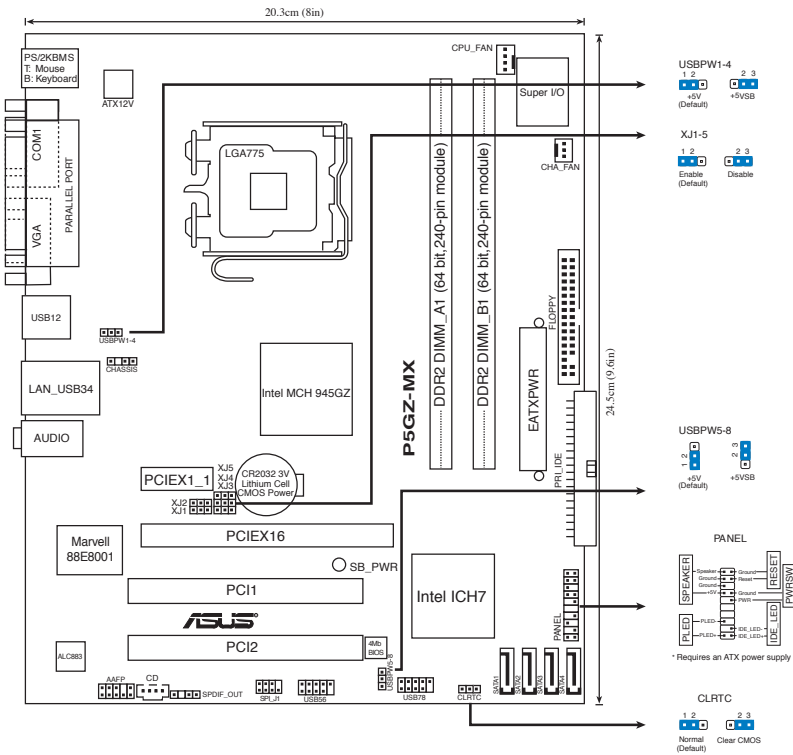 20.3cm (8in)
PS/2KBMS
T: Mouse
B: Keyboard
ATX12V
CPU_FAN
Super I/O
USBPW1-4
1 2
2 3
+5V
(Default)
+5VSB
XJ1-5
1 2
2 3
Enable
(Default)
Disable
CHA_FAN
COM1
PARALLEL PORT
VGA
LGA775
DDR2 DIMM_A1 (64 bit,240-pin module)
DDR2 DIMM_B1 (64 bit,240-pin module)
FLOPPY
24.5cm (9.6in)
USB12
USBPW1-4
CHASSIS
LAN_USB34
Intel MCH 945GZ
P5GZ-MX
EATXPWR
PRI_IDE
AUDIO
PCIEX1_1
XJ5
XJ4
XJ3
XJ2
XJ1
CR2032 3V
Lithium Cell
CMOS Power
USBPW5-8
1 2
2 3
+5V
(Default)
+5VSB
PCIEX16
Marvell
88E8001
SB_PWR
PCI1
Intel ICH7
PANEL
ASUS
PCI2
4Mb
BIOS
ALC883
USBPW5-8
AAFP
CD
SPDIF_OUT
SPI_J1
USB56
USB78
CLRTC
SATA1
SATA2
SATA3
SATA4
PANEL
SPEAKER
Speaker
Ground
Ground
+5V
Ground
Reset
Ground
PWR
RESET
PWRSW
PLED
PLED-
PLED+
IDE_LED-
IDE_LED+
IDE_LED
* Requires an ATX power supply
CLRTC
1 2
2 3
Normal
(Default)
Clear CMOS